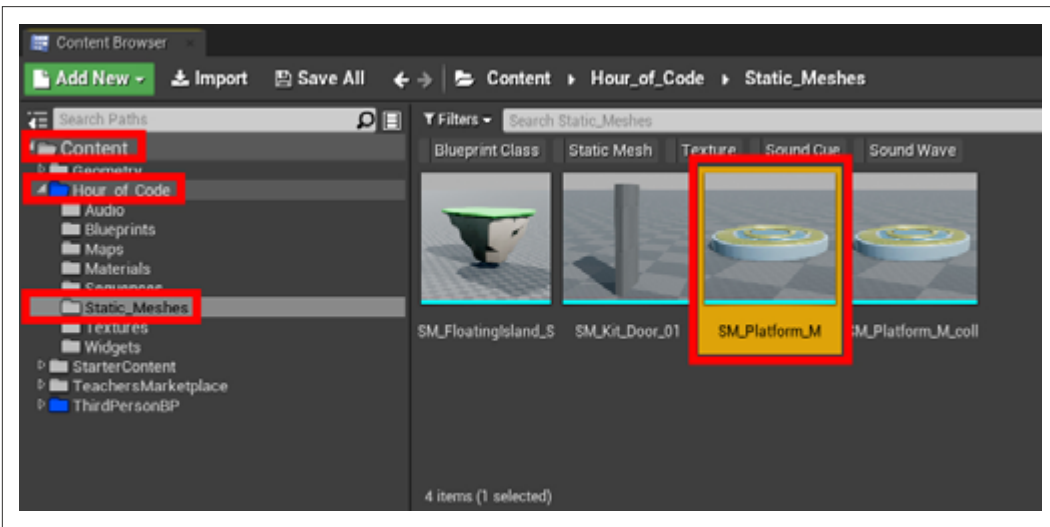 Content Browser
Add New Import Save All Content Hour_of_Code Static_Meshes
Search Paths
Content
Geometry
Hour_of_Code
Audio
Blueprints
Maps
Materials
Sequences
Static_Meshes
Textures
Widgets
StarterContent
TeachersMarketplace
ThirdPersonBP
Filters Search Static_Meshes
Blueprint Class Static Mesh Texture Sound Cue Sound Wave
SM_FloatingIsland_S SM_Kit_Door_01 SM_Platform_M SM_Platform_M_coll
4 items (1 selected)